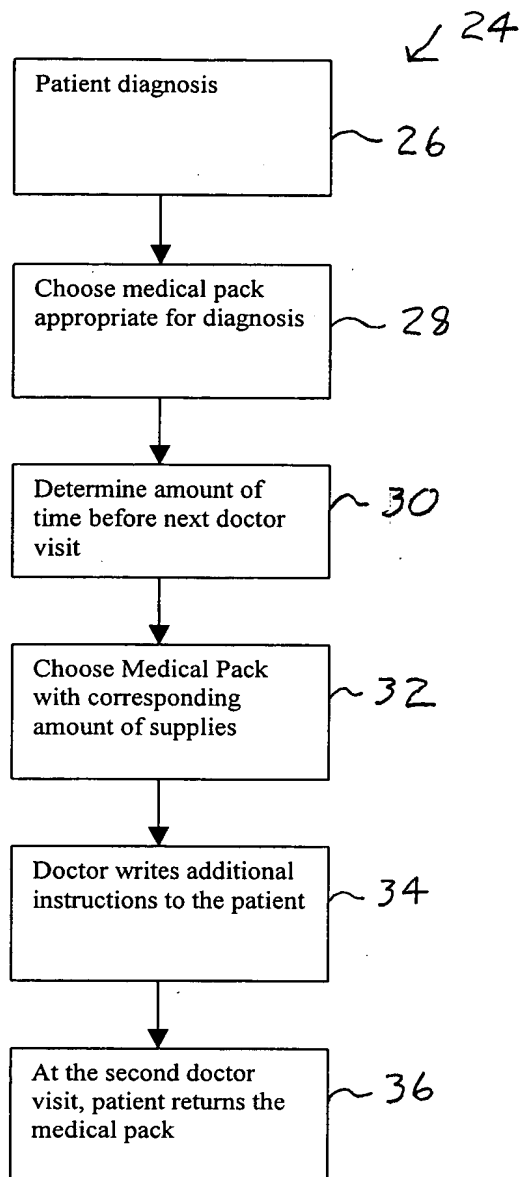 24
Patient diagnosis
26
Choose medical pack
appropriate for diagnosis
28
Determine amount of
time before next doctor
visit
30
Choose Medical Pack
with corresponding
amount of supplies
32
Doctor writes additional
instructions to the patient
34
At the second doctor
visit, patient returns the
medical pack
36